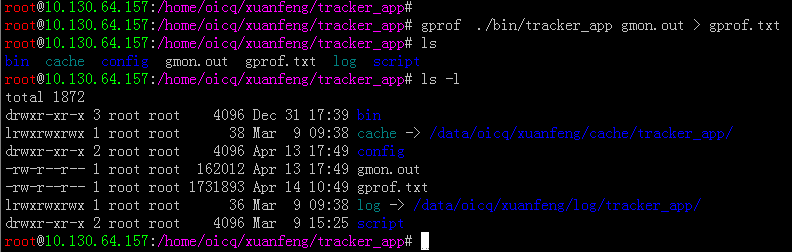 root@10.130.64.157:/home/oicq/xuanfeng/tracker_app#
root@10.130.64.157:/home/oicq/xuanfeng/tracker_app# gprof  ./bin/tracker_app gmon.out > gprof.txt
root@10.130.64.157:/home/oicq/xuanfeng/tracker_app# ls
bin  cache  config  gmon.out  gprof.txt  log  script
root@10.130.64.157:/home/oicq/xuanfeng/tracker_app# ls -l
total 1872
drwxr-xr-x 3 root root    4096 Dec 31 17:39 bin
lrwxrwxrwx 1 root root      38 Mar  9 09:38 cache -> /data/oicq/xuanfeng/cache/tracker_app/
drwxr-xr-x 2 root root    4096 Apr 13 17:49 config
-rw-r--r-- 1 root root  162012 Apr 13 17:49 gmon.out
-rw-r--r-- 1 root root 1731893 Apr 14 10:49 gprof.txt
lrwxrwxrwx 1 root root      36 Mar  9 09:38 log -> /data/oicq/xuanfeng/log/tracker_app/
drwxr-xr-x 2 root root    4096 Mar  9 15:25 script
root@10.130.64.157:/home/oicq/xuanfeng/tracker_app#